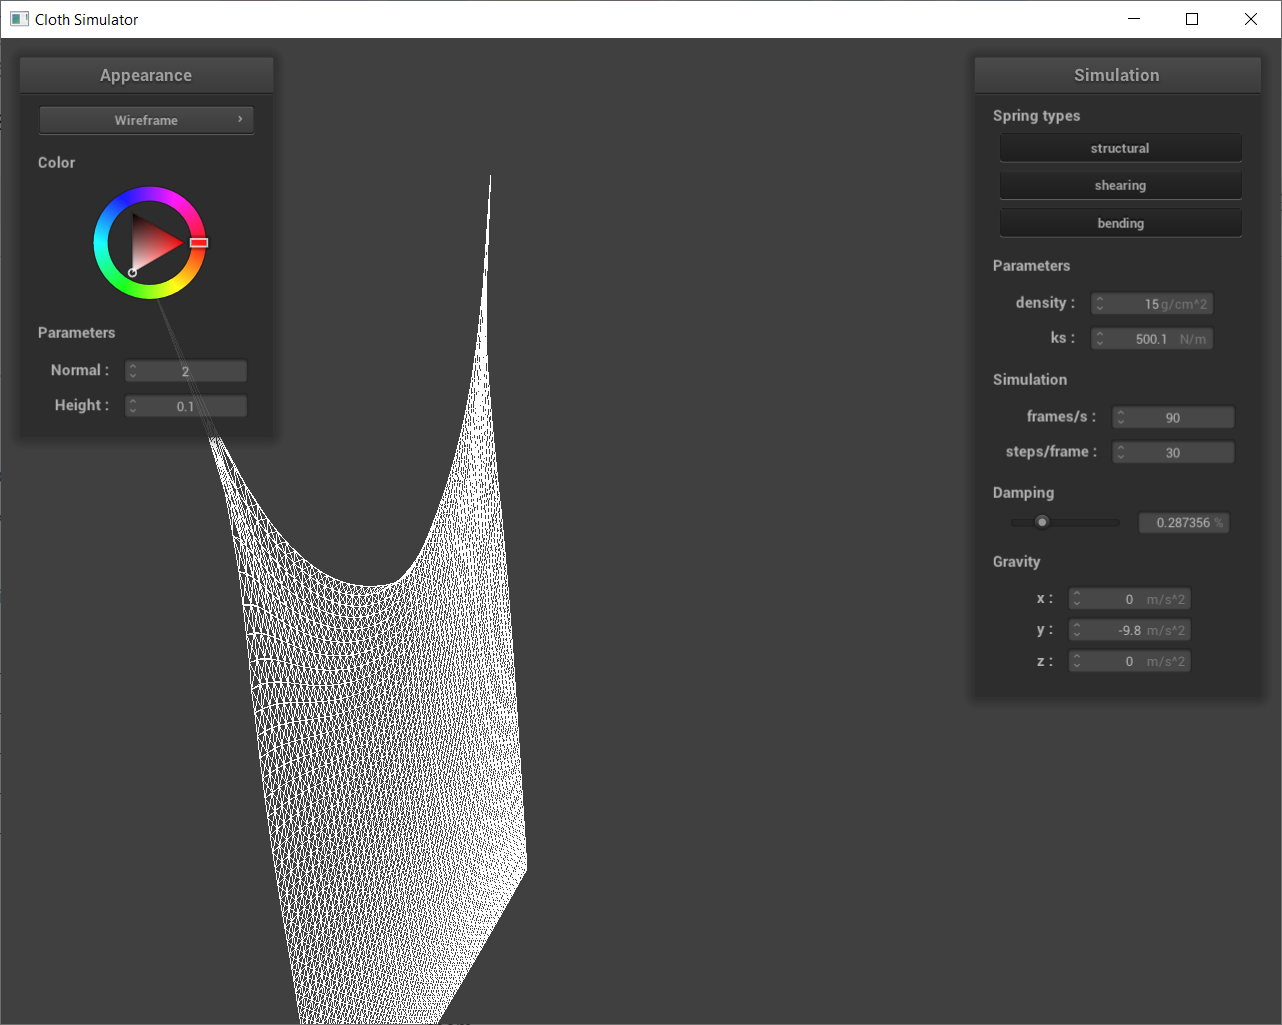 Cloth Simulator
Appearance
Wireframe
Color
Parameters
Normal : 2
Height : 0.1
Simulation
Spring types
structural
shearing
bending
Parameters
density : 15 g/cm^2
ks : 500.1 N/m
Simulation
frames/s : 90
steps/frame : 30
Damping
0.287356 %
Gravity
x : 0 m/s^2
y : -9.8 m/s^2
z : 0 m/s^2